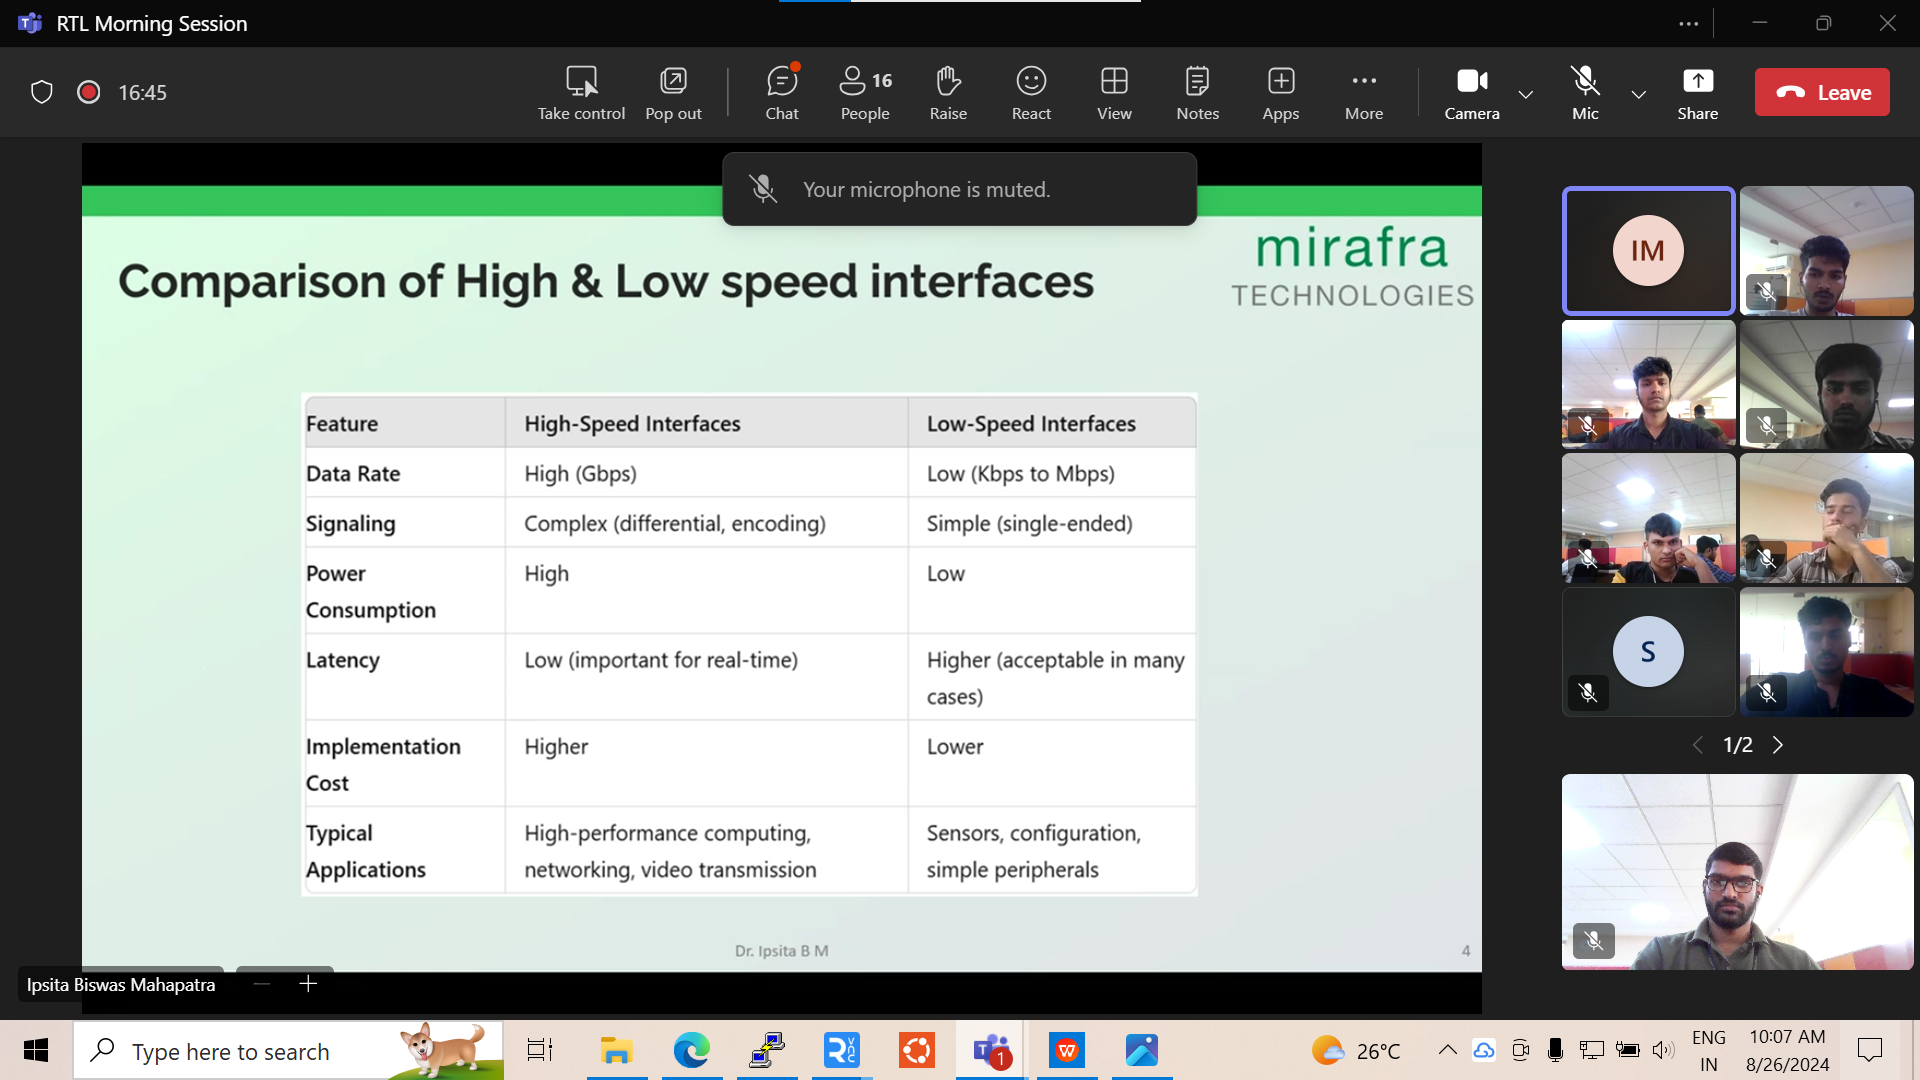 RTL Morning Session
16:45
Take control
Pop out
Chat
16
People
Raise
React
View
Notes
Apps
More
Camera
Mic
Share
Leave
Your microphone is muted.
mirafra
TECHNOLOGIES
Comparison of High & Low speed interfaces
Feature High-Speed Interfaces Low-Speed Interfaces
Data Rate High (Gbps) Low (Kbps to Mbps)
Signaling Complex (differential, encoding) Simple (single-ended)
Power High Low
Consumption
Latency Low (important for real-time) Higher (acceptable in many
cases)
Implementation Higher Lower
Cost
Typical High-performance computing, Sensors, configuration,
Applications networking, video transmission simple peripherals
Dr. Ipsita B M
4
Ipsita Biswas Mahapatra
IM
S
1/2
Type here to search
1
26°C
ENG
IN
10:07 AM
8/26/2024